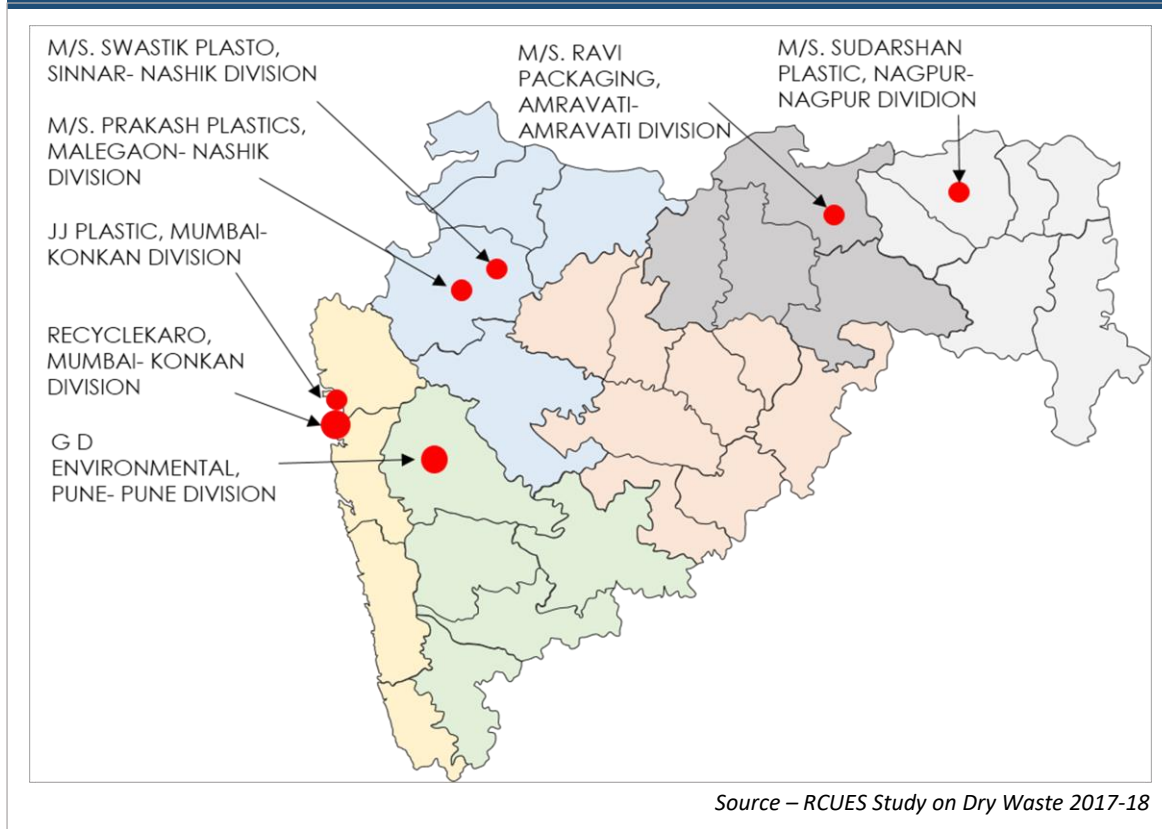 M/S. SWASTIK PLASTO,
SINNAR- NASHIK DIVISION
M/S. PRAKASH PLASTICS,
MALEGAON- NASHIK
DIVISION
JJ PLASTIC, MUMBAI-
KONKAN DIVISION
RECYCLEKARO,
MUMBAI- KONKAN
DIVISION
G D
ENVIRONMENTAL,
PUNE- PUNE DIVISION
M/S. RAVI
PACKAGING,
AMRAVATI-
AMRAVATI DIVISION
M/S. SUDARSHAN
PLASTIC, NAGPUR-
NAGPUR DIVIDION
Source – RCUES Study on Dry Waste 2017-18